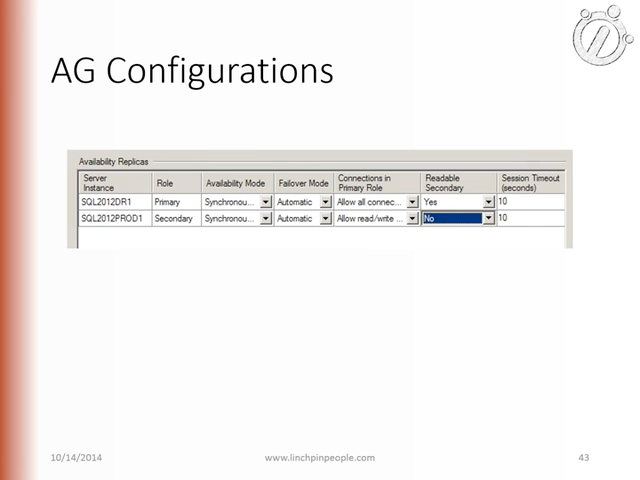 AG Configurations
Availability Replicas
Server Instance Role Availability Mode Failover Mode Connections in Primary Role Readable Secondary Session Timeout (seconds)
SQL2012DR1 Primary Synchronou... Automatic Allow all connec... Yes 10
SQL2012PROD1 Secondary Synchronou... Automatic Allow read/write ... No 10
10/14/2014 www.linchpinpeople.com 43